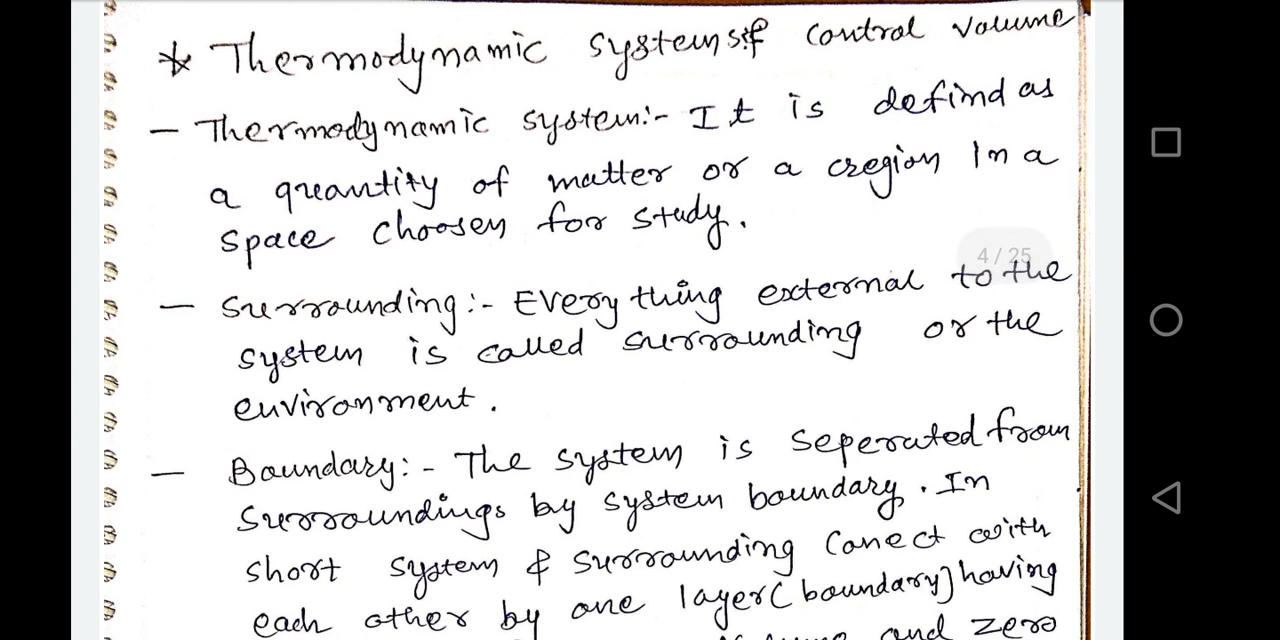 * Thermodynamic systems & control volume
- Thermodynamic system:- It is defind as
a quantity of matter or a region In a
space choosen for study.
4 / 25
- Surrounding:- Every thing external to the
system is called surrounding or the
environment.
- Boundary:- The system is seperated from
surroundings by system boundary. In
short system & surrounding conect with
each other by one layer (boundary) having
and zero